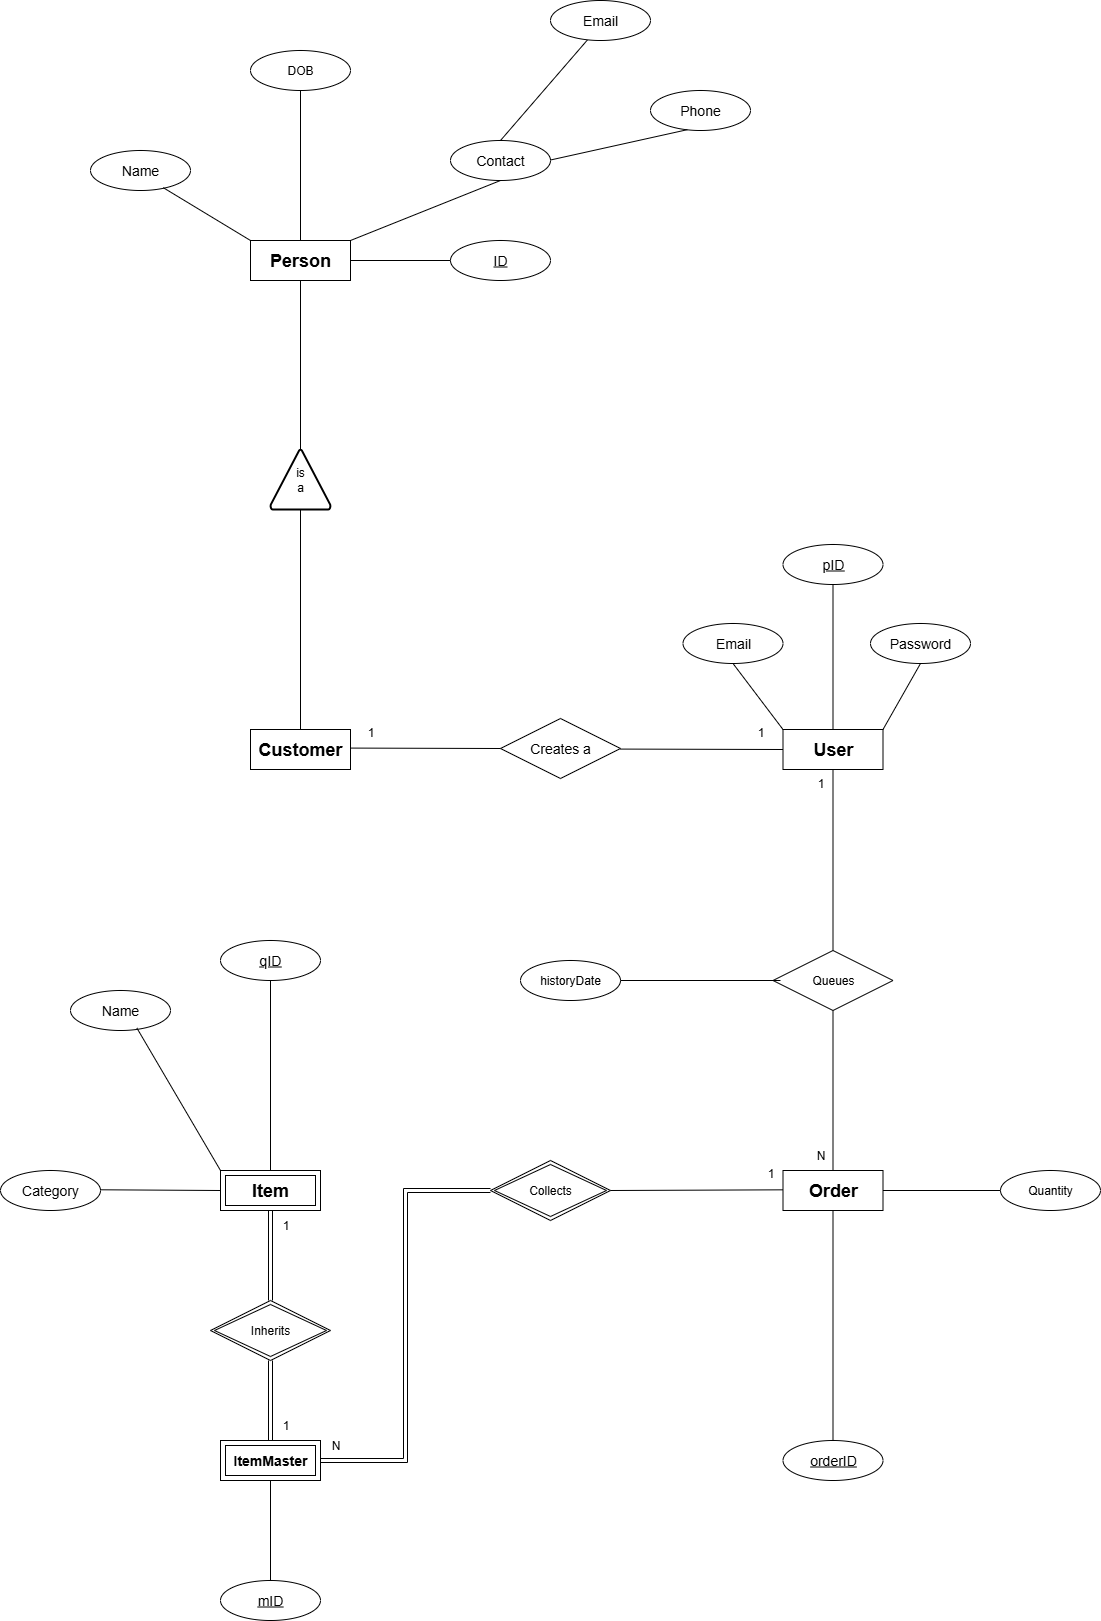 Email
DOB
Phone
Contact
Name
Person
ID
is
a
pID
Email
Password
1
1
Customer
Creates a
User
1
qID
historyDate
Queues
Name
N
1
Category
Item
Collects
Order
Quantity
1
Inherits
1
N
ItemMaster
orderID
mID